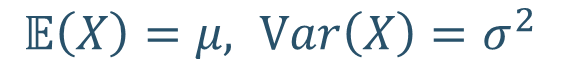 𝔼(X) = μ, Var(X) = σ²